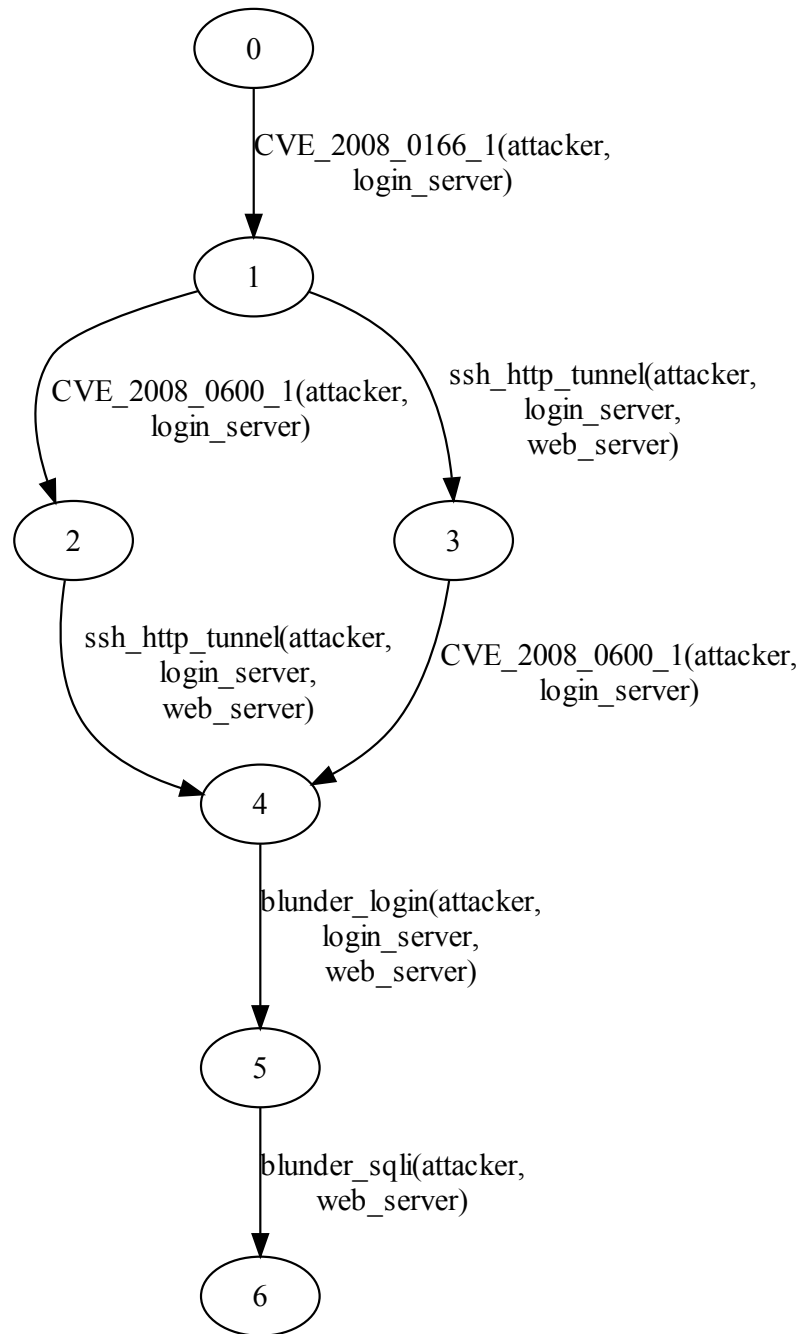 0
CVE_2008_0166_1(attacker,
login_server)
1
CVE_2008_0600_1(attacker,
login_server)
ssh_http_tunnel(attacker,
login_server,
web_server)
2
3
ssh_http_tunnel(attacker,
login_server,
web_server)
CVE_2008_0600_1(attacker,
login_server)
4
blunder_login(attacker,
login_server,
web_server)
5
blunder_sqli(attacker,
web_server)
6